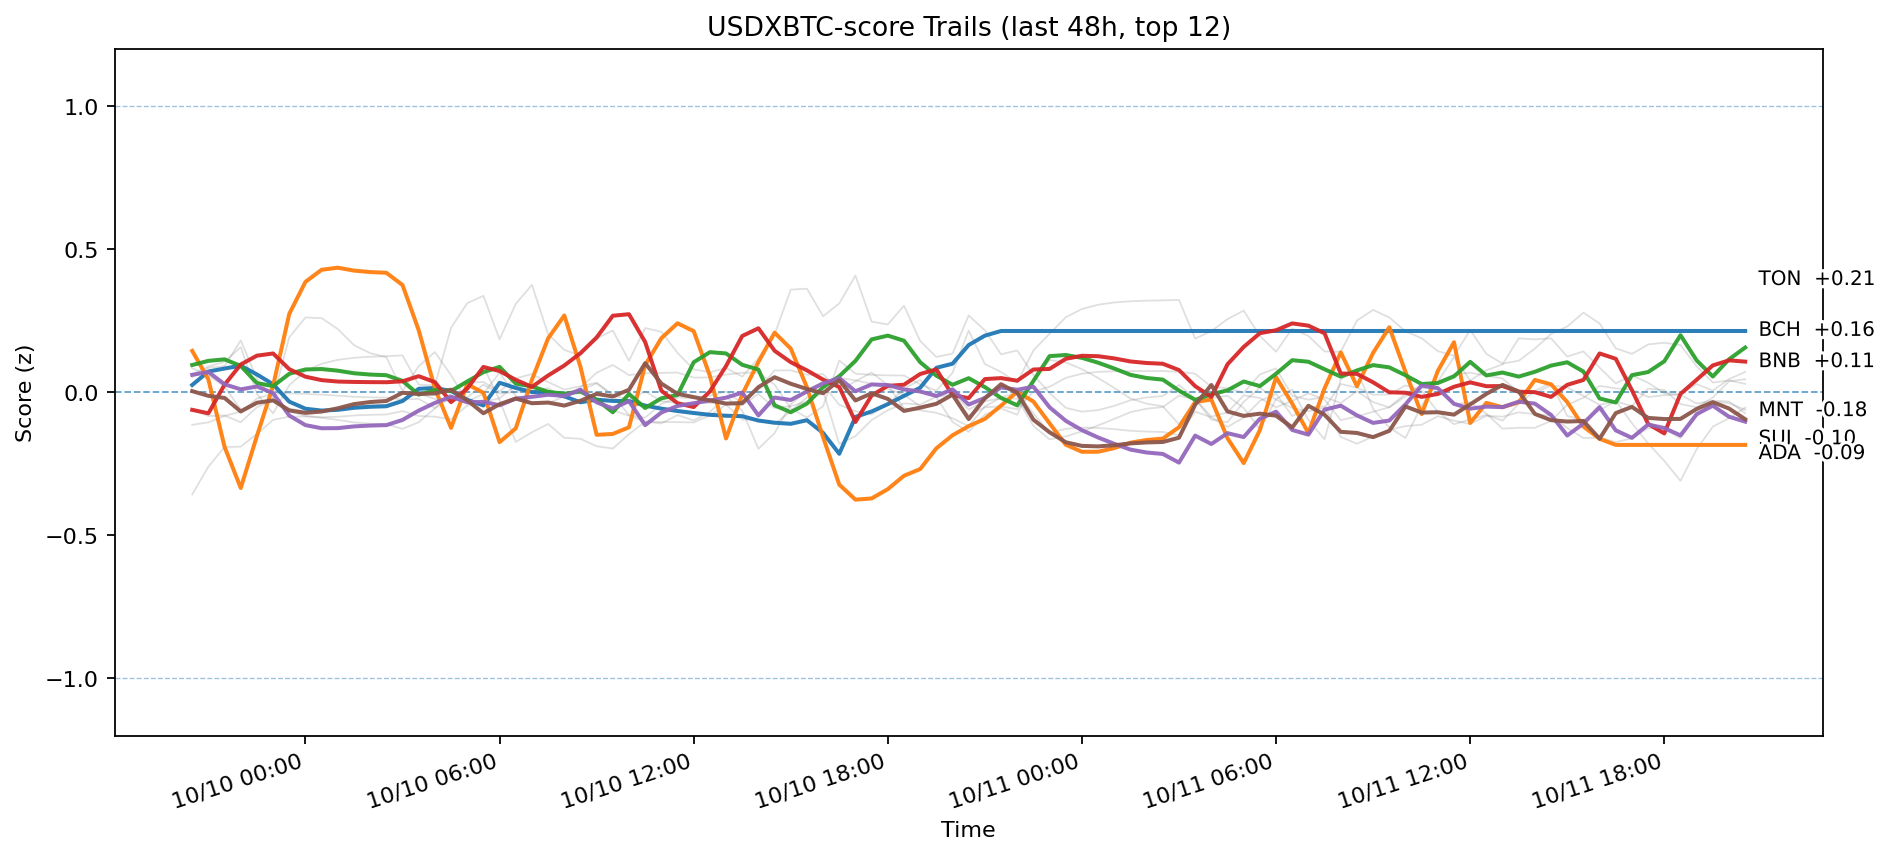 USDXBTC-score Trails (last 48h, top 12)
1.0
0.5
0.0
−0.5
−1.0
Score (z)
TON +0.21
BCH +0.16
BNB +0.11
MNT -0.18
SUI -0.10
ADA -0.09
10/10 00:00
10/10 06:00
10/10 12:00
10/10 18:00
10/11 00:00
10/11 06:00
10/11 12:00
10/11 18:00
Time